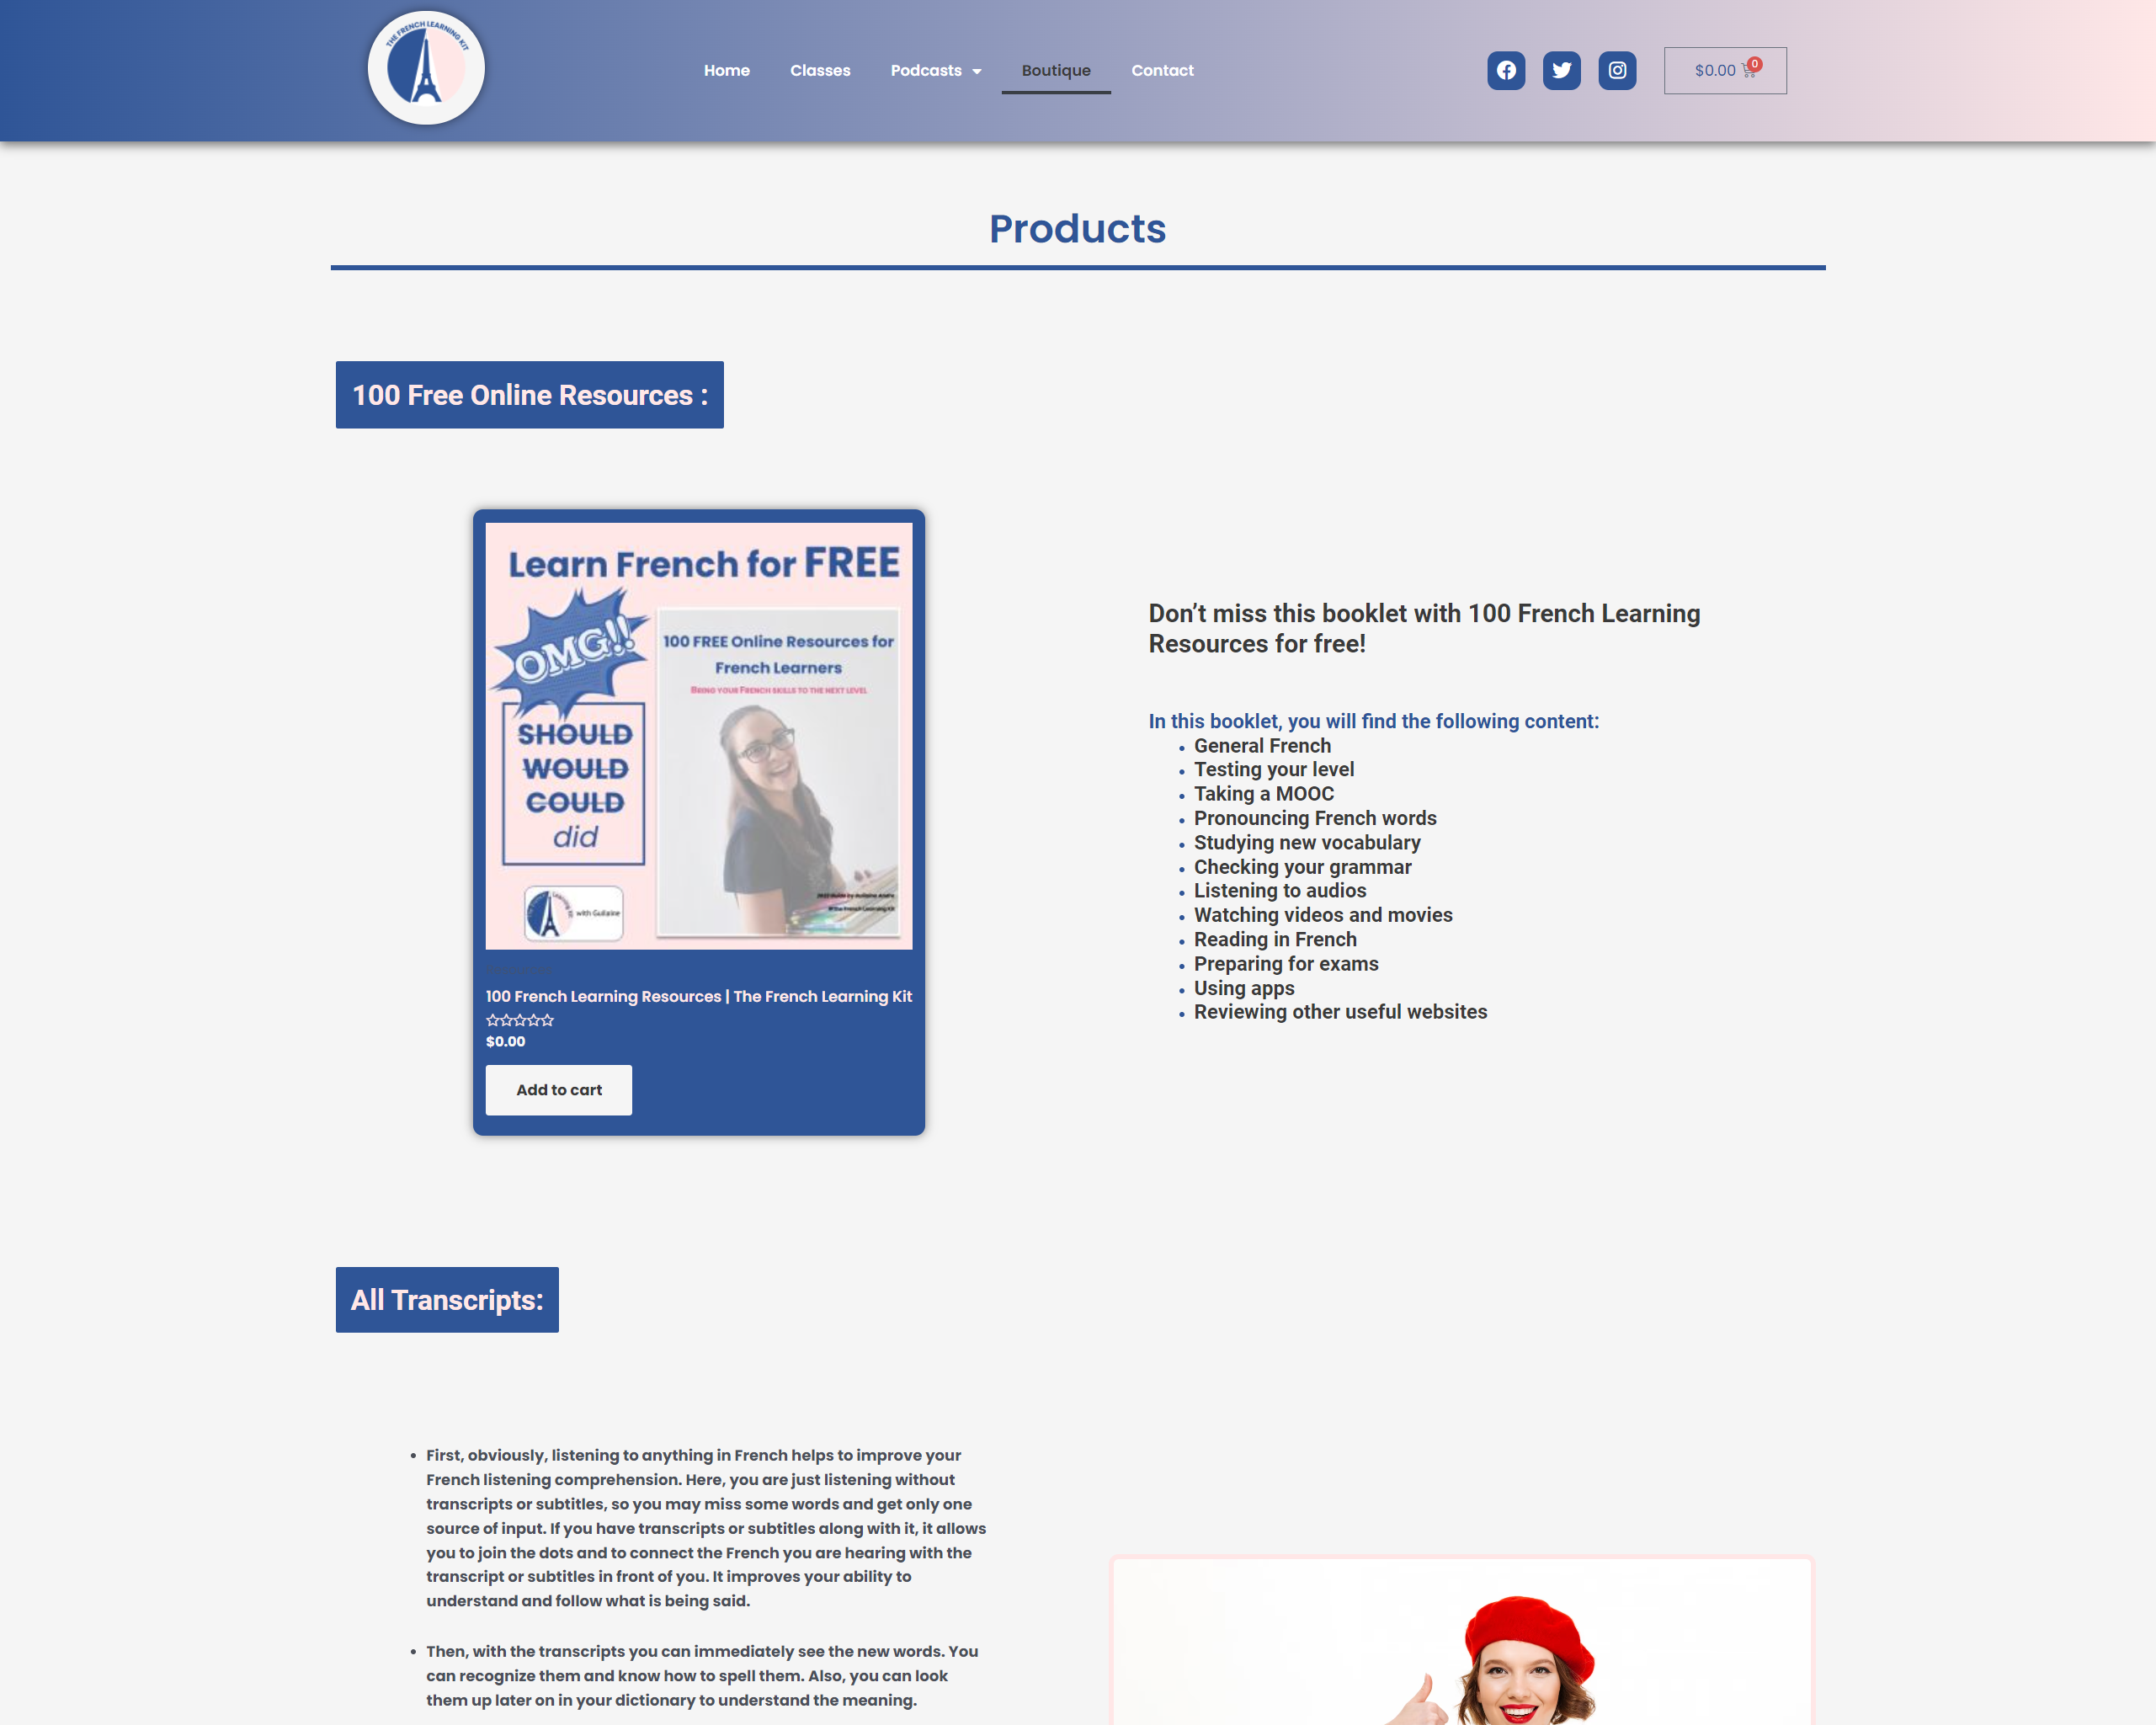 THE FRENCH LEARNING KIT
Home
Classes
Podcasts
Boutique
Contact
$0.00
0
Products
100 Free Online Resources :
Learn French for FREE
OMG!!
SHOULD
WOULD
COULD
did
with Guilaine
100 FREE Online Resources for
French Learners
BRING YOUR FRENCH SKILLS TO THE NEXT LEVEL
100 French Learning Resources | The French Learning Kit
$0.00
Add to cart
Don’t miss this booklet with 100 French Learning
Resources for free!
In this booklet, you will find the following content:
General French
Testing your level
Taking a MOOC
Pronouncing French words
Studying new vocabulary
Checking your grammar
Listening to audios
Watching videos and movies
Reading in French
Preparing for exams
Using apps
Reviewing other useful websites
All Transcripts:
First, obviously, listening to anything in French helps to improve your
French listening comprehension. Here, you are just listening without
transcripts or subtitles, so you may miss some words and get only one
source of input. If you have transcripts or subtitles along with it, it allows
you to join the dots and to connect the French you are hearing with the
transcript or subtitles in front of you. It improves your ability to
understand and follow what is being said.
Then, with the transcripts you can immediately see the new words. You
can recognize them and know how to spell them. Also, you can look
them up later on in your dictionary to understand the meaning.